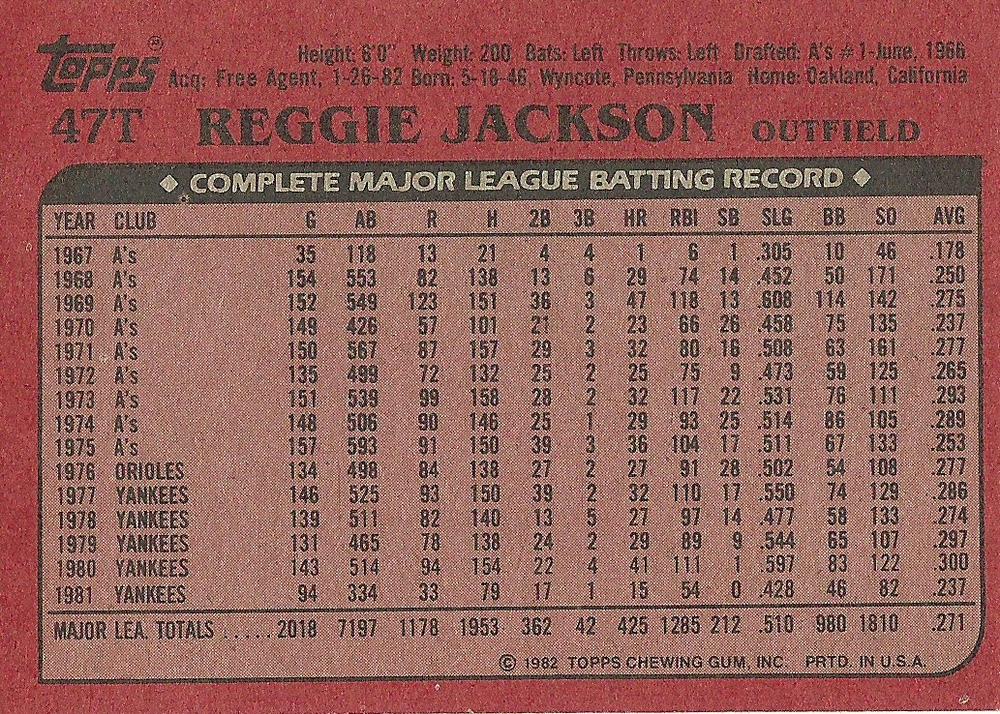 Topps® Height: 6'0" Weight: 200 Bats: Left Throws: Left Drafted: A's #1-June, 1966
Acq: Free Agent, 1-26-82 Born: 5-18-46, Wyncote, Pennsylvania Home: Oakland, California
47T REGGIE JACKSON OUTFIELD
◆ COMPLETE MAJOR LEAGUE BATTING RECORD ◆
YEAR CLUB G AB R H 2B 3B HR RBI SB SLG BB SO AVG
1967 A's 35 118 13 21 4 4 1 6 1 .305 10 46 .178
1968 A's 154 553 82 138 13 6 29 74 14 .452 50 171 .250
1969 A's 152 549 123 151 36 3 47 118 13 .608 114 142 .275
1970 A's 149 426 57 101 21 2 23 66 26 .458 75 135 .237
1971 A's 150 567 87 157 29 3 32 80 16 .508 63 161 .277
1972 A's 135 499 72 132 25 2 25 75 9 .473 59 125 .265
1973 A's 151 539 99 158 28 2 32 117 22 .531 76 111 .293
1974 A's 148 506 90 146 25 1 29 93 25 .514 86 105 .289
1975 A's 157 593 91 150 39 3 36 104 17 .511 67 133 .253
1976 ORIOLES 134 498 84 138 27 2 27 91 28 .502 54 108 .277
1977 YANKEES 146 525 93 150 39 2 32 110 17 .550 74 129 .286
1978 YANKEES 139 511 82 140 13 5 27 97 14 .477 58 133 .274
1979 YANKEES 131 465 78 138 24 2 29 89 9 .544 65 107 .297
1980 YANKEES 143 514 94 154 22 4 41 111 1 .597 83 122 .300
1981 YANKEES 94 334 33 79 17 1 15 54 0 .428 46 82 .237
MAJOR LEA. TOTALS ..... 2018 7197 1178 1953 362 42 425 1285 212 .510 980 1810 .271
© 1982 TOPPS CHEWING GUM, INC. PRTD. IN U.S.A.